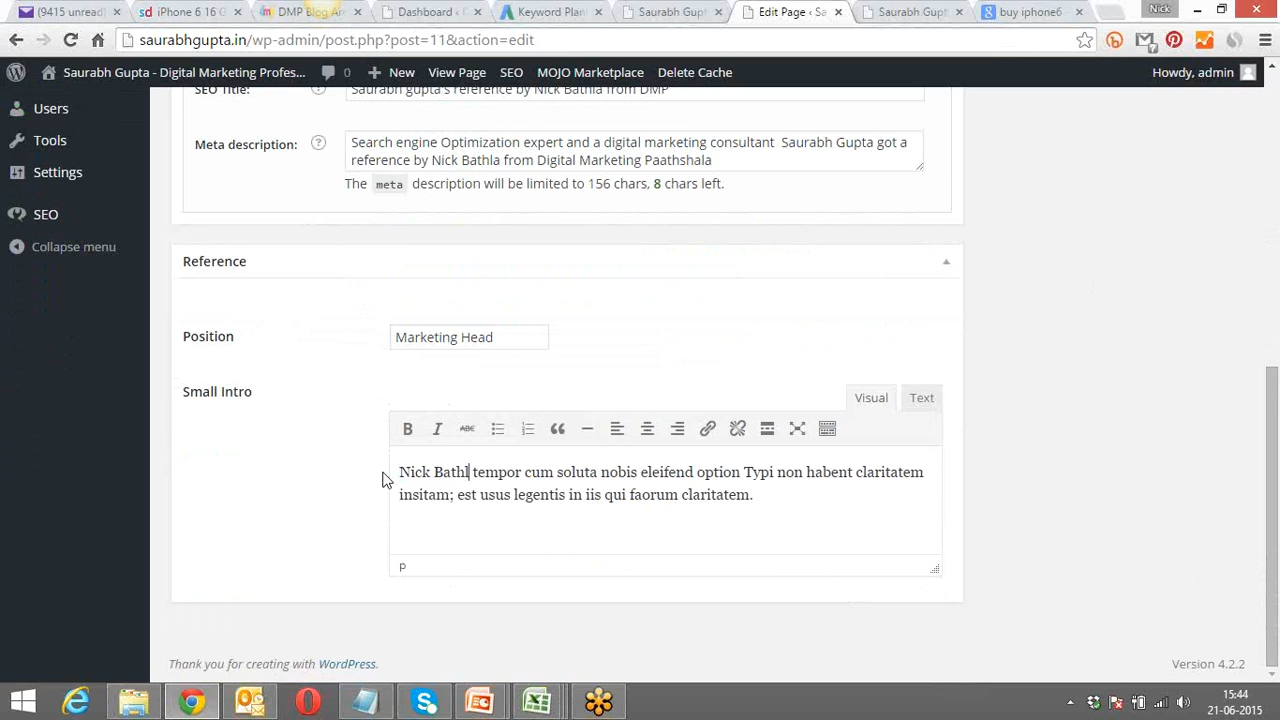 (9415 unread)
iPhone 6 16 G
DMP Blog Ar
Dashboard ‹
Keyword Plan
Saurabh Gupt
Edit Page ‹ Sa
Saurabh Gupt
buy iphone6
Nick
saurabhgupta.in/wp-admin/post.php?post=11&action=edit
Saurabh Gupta - Digital Marketing Profes...
0
New
View Page
SEO
MOJO Marketplace
Delete Cache
Howdy, admin
SEO Title:
Saurabh gupta's reference by Nick Bathla from DMP
Users
Tools
Settings
SEO
Collapse menu
Meta description:
Search engine Optimization expert and a digital marketing consultant Saurabh Gupta got a
reference by Nick Bathla from Digital Marketing Paathshala
The meta description will be limited to 156 chars, 8 chars left.
Reference
Position
Marketing Head
Small Intro
Visual
Text
Nick Bathl tempor cum soluta nobis eleifend option Typi non habent claritatem
insitam; est usus legentis in iis qui faorum claritatem.
p
Thank you for creating with WordPress.
Version 4.2.2
15:44
21-06-2015